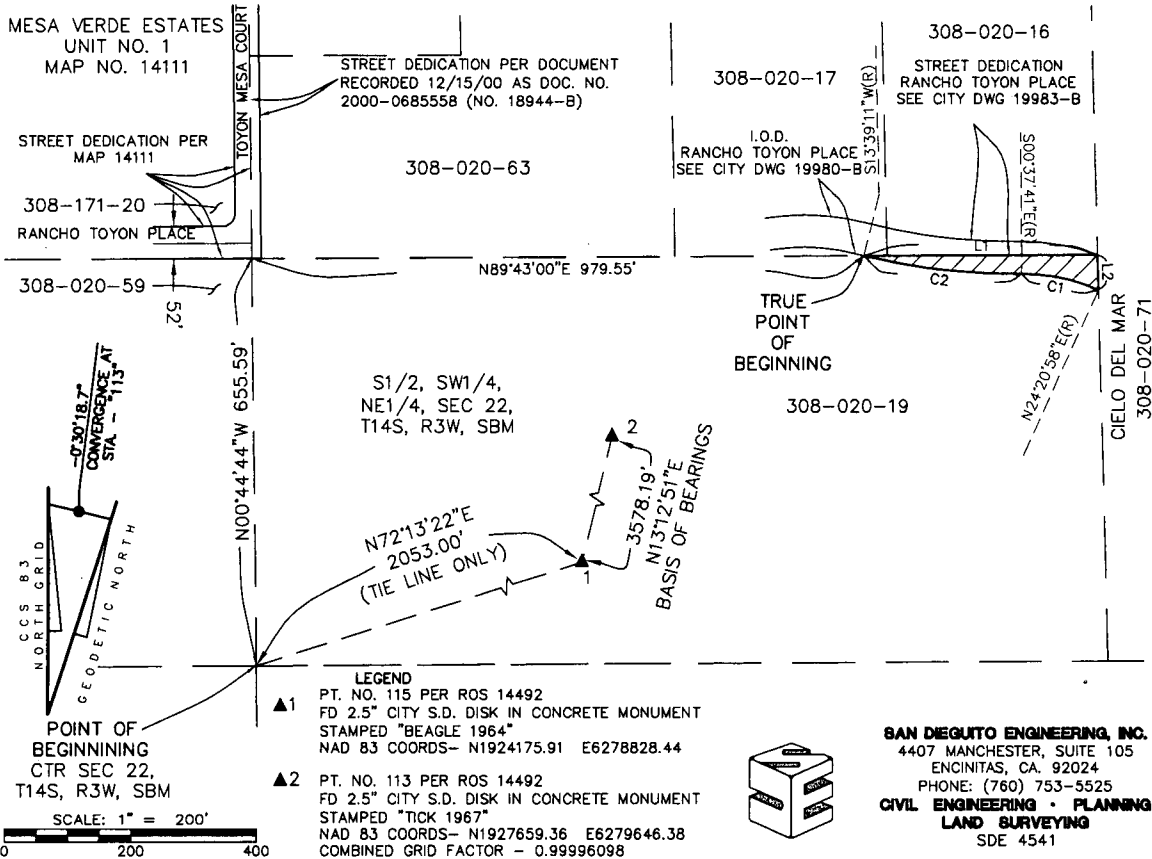 MESA VERDE ESTATES
UNIT NO. 1
MAP NO. 14111
TOYON MESA COURT
STREET DEDICATION PER DOCUMENT
RECORDED 12/15/00 AS DOC. NO.
2000-0685558 (NO. 18944-B)
308-020-17
308-020-16
STREET DEDICATION
RANCHO TOYON PLACE
SEE CITY DWG 19983-B
STREET DEDICATION PER
MAP 14111
308-020-63
I.O.D.
RANCHO TOYON PLACE
SEE CITY DWG 19980-B
S13°39'11"W(R)
S00°37'41"E(R)
308-171-20
RANCHO TOYON PLACE
308-020-59
52'
N89°43'00"E 979.55'
L1
L2
C2
C1
TRUE
POINT
OF
BEGINNING
N24°20'58"E(R)
CIELO DEL MAR
308-020-71
308-020-19
-0°30'18.7"
CONVERGENCE AT
STA. - "113"
N00°44'44"W 655.59'
S1/2, SW1/4,
NE1/4, SEC 22,
T14S, R3W, SBM
2
3578.19'
N13°12'51"E
BASIS OF BEARINGS
N72°13'22"E
2053.00'
(TIE LINE ONLY)
1
CCS 83
NORTH GRID
GEODETIC NORTH
POINT OF
BEGINNINING
CTR SEC 22,
T14S, R3W, SBM
SCALE: 1" = 200'
0 200 400
LEGEND
▲1 PT. NO. 115 PER ROS 14492
FD 2.5" CITY S.D. DISK IN CONCRETE MONUMENT
STAMPED "BEAGLE 1964"
NAD 83 COORDS- N1924175.91 E6278828.44
▲2 PT. NO. 113 PER ROS 14492
FD 2.5" CITY S.D. DISK IN CONCRETE MONUMENT
STAMPED "TICK 1967"
NAD 83 COORDS- N1927659.36 E6279646.38
COMBINED GRID FACTOR - 0.99996098
SAN DIEGUITO ENGINEERING, INC.
4407 MANCHESTER, SUITE 105
ENCINITAS, CA. 92024
PHONE: (760) 753-5525
CIVIL ENGINEERING • PLANNING
LAND SURVEYING
SDE 4541